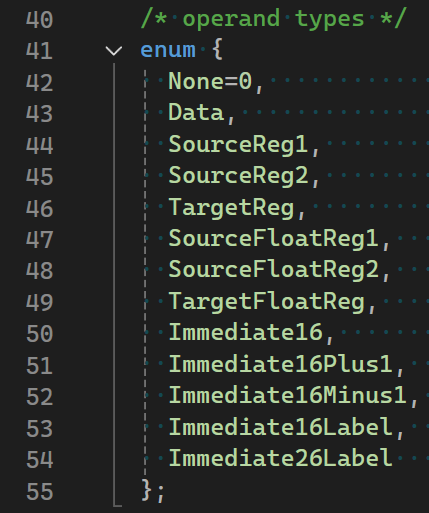 40 /* operand types */
41 enum {
42 None=0,
43 Data,
44 SourceReg1,
45 SourceReg2,
46 TargetReg,
47 SourceFloatReg1,
48 SourceFloatReg2,
49 TargetFloatReg,
50 Immediate16,
51 Immediate16Plus1,
52 Immediate16Minus1,
53 Immediate16Label,
54 Immediate26Label
55 };